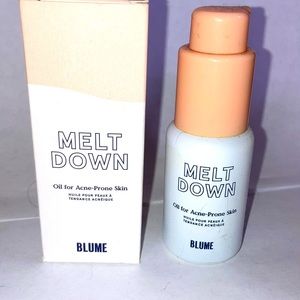 MELT
DOWN
Oil for Acne-Prone Skin
HUILE POUR PEAUX À
TENDANCE ACNÉIQUE
BLUME
MELT
DOWN
Oil for Acne-Prone Skin
HUILE POUR PEAUX À
TENDANCE ACNÉIQUE
BLUME